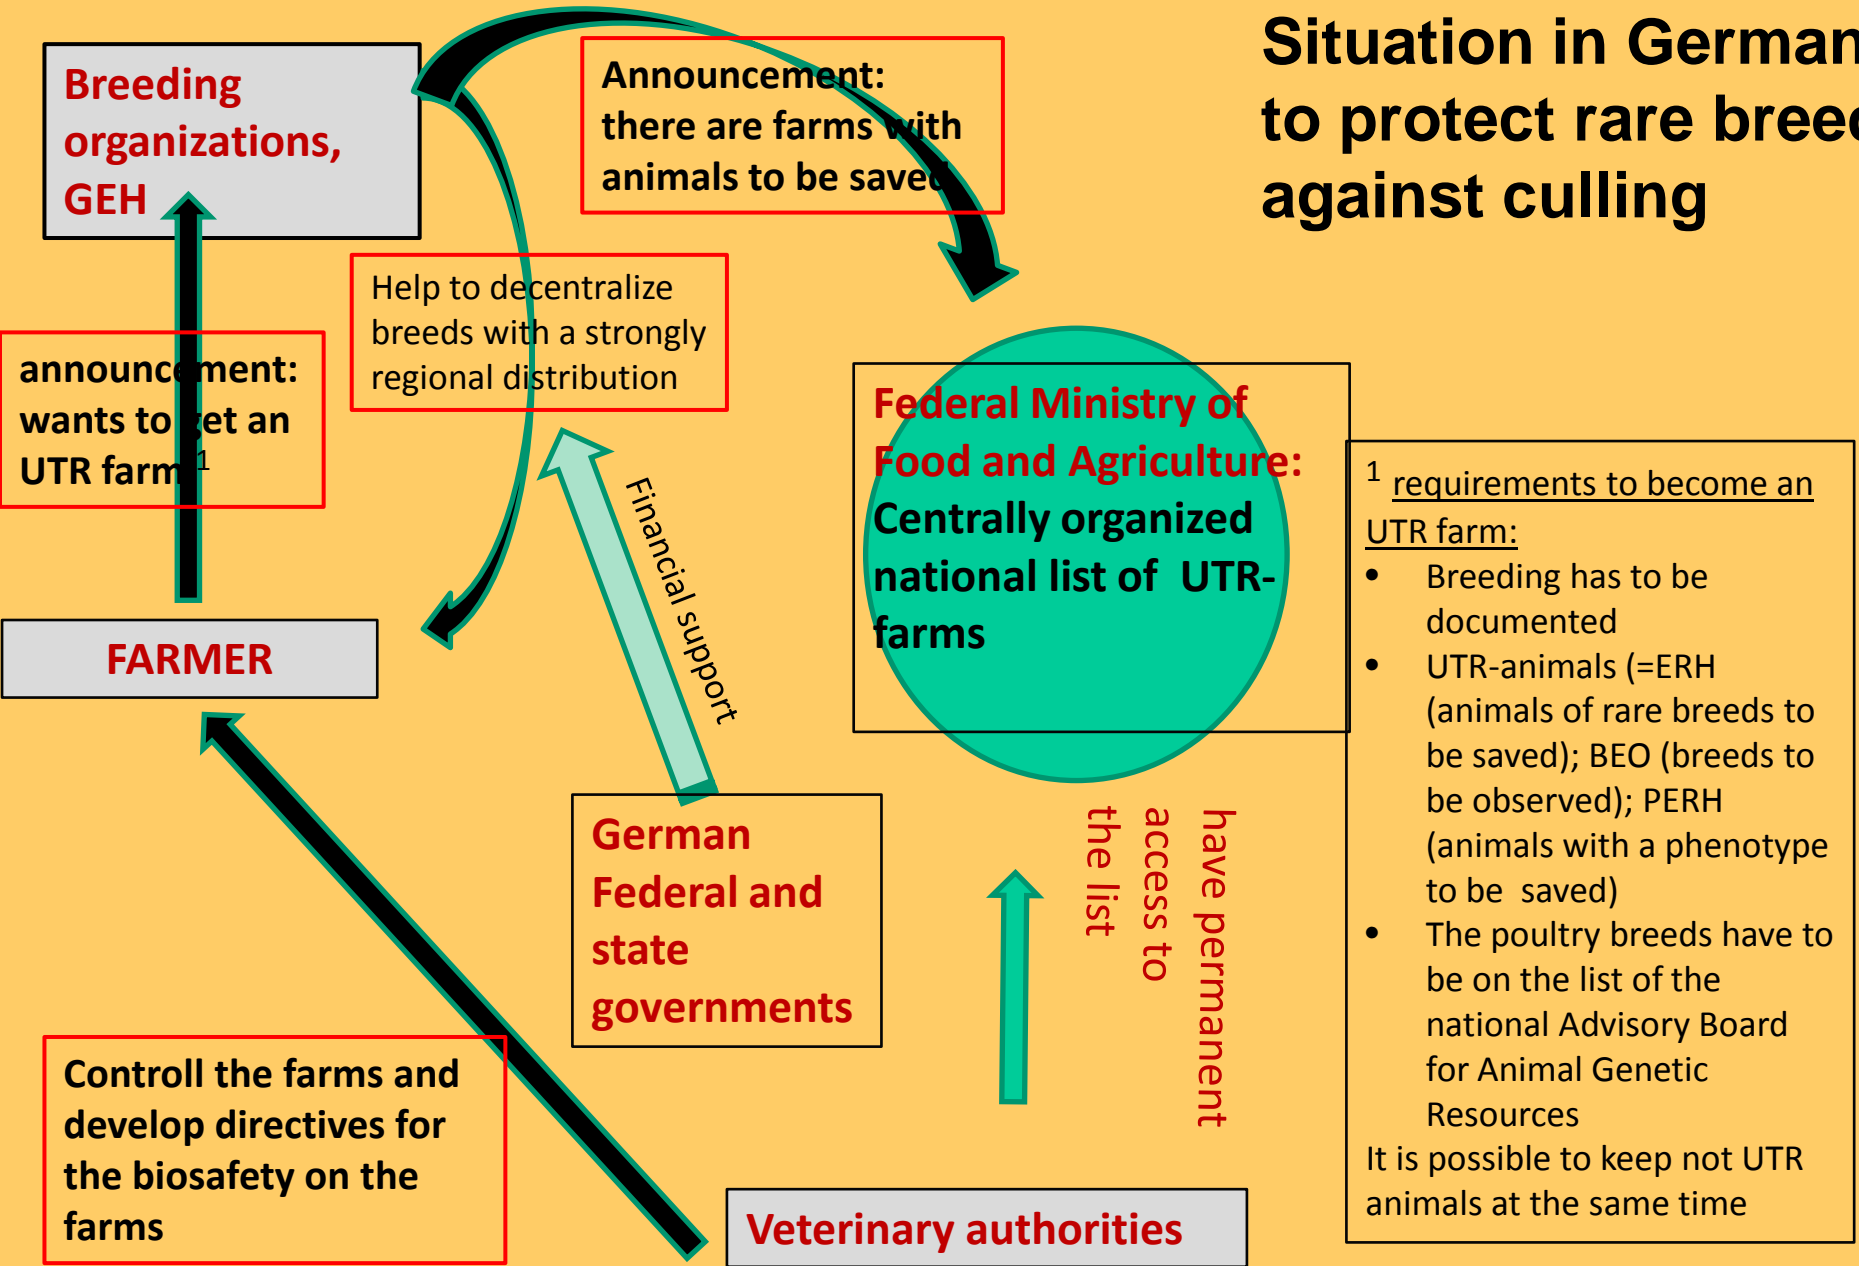 Situation in German
to protect rare breed
against culling
Breeding
organizations,
GEH
Announcement:
there are farms with
animals to be saved
Help to decentralize
breeds with a strongly
regional distribution
announcement:
wants to get an
UTR farm 1
FARMER
Financial support
Federal Ministry of
Food and Agriculture:
Centrally organized
national list of UTR-
farms
German
Federal and
state
governments
have permanent
access to
the list
Controll the farms and
develop directives for
the biosafety on the
farms
Veterinary authorities
1 requirements to become an
UTR farm:
• Breeding has to be
documented
• UTR-animals (=ERH
(animals of rare breeds to
be saved); BEO (breeds to
be observed); PERH
(animals with a phenotype
to be saved)
• The poultry breeds have to
be on the list of the
national Advisory Board
for Animal Genetic
Resources
It is possible to keep not UTR
animals at the same time